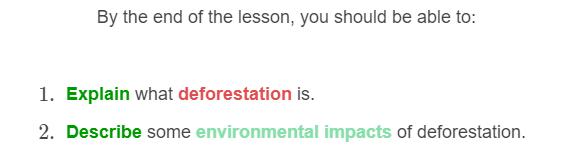 By the end of the lesson, you should be able to:
1. Explain what deforestation is.
2. Describe some environmental impacts of deforestation.